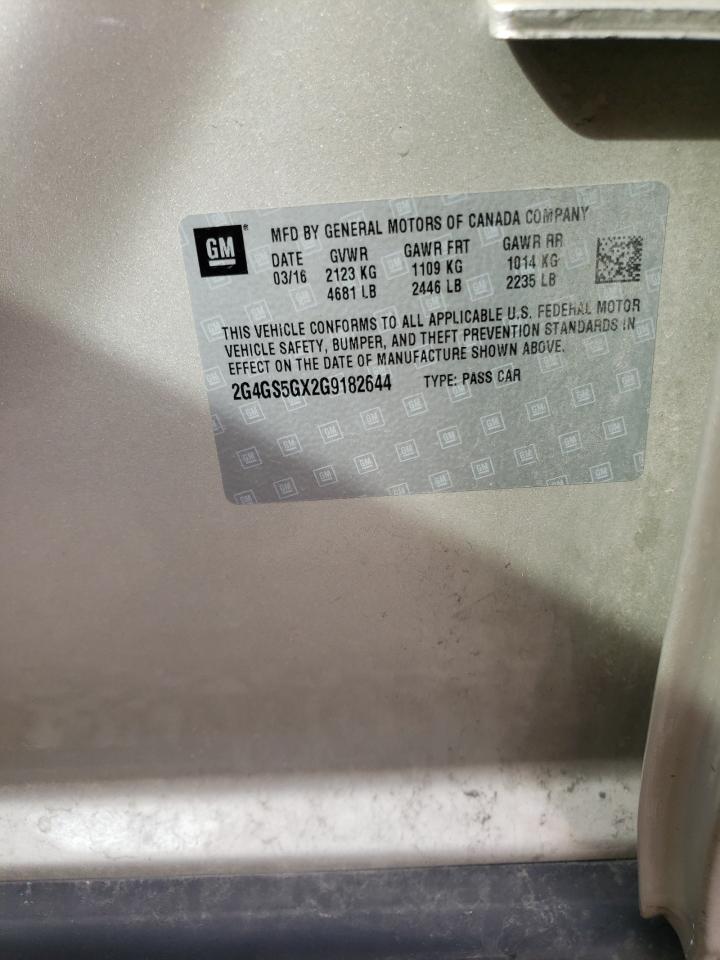 GM
MFD BY GENERAL MOTORS OF CANADA COMPANY
DATE GVWR GAWR FRT GAWR RR
03/16 2123 KG 1109 KG 1014 KG
4681 LB 2446 LB 2235 LB
THIS VEHICLE CONFORMS TO ALL APPLICABLE U.S. FEDERAL MOTOR
VEHICLE SAFETY, BUMPER, AND THEFT PREVENTION STANDARDS IN
EFFECT ON THE DATE OF MANUFACTURE SHOWN ABOVE.
2G4GS5GX2G9182644 TYPE: PASS CAR